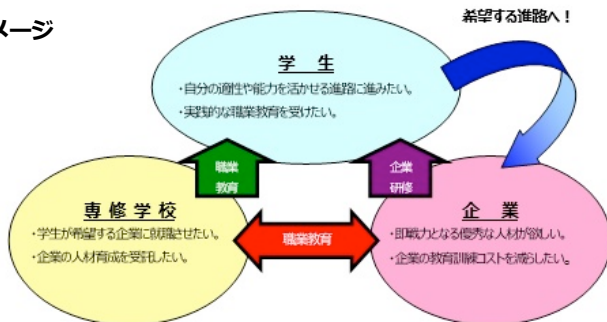 メージ
希望する進路へ！
学 生
・自分の適性や能力を活かせる進路に進みたい。
・実践的な職業教育を受けたい。
職業
教育
企業
研修
専 修 学 校
・学生が希望する企業に就職させたい。
・企業の人材育成を受託したい。
職業教育
企 業
・即戦力となる優秀な人材が欲しい。
・企業の教育訓練コストを減らしたい。